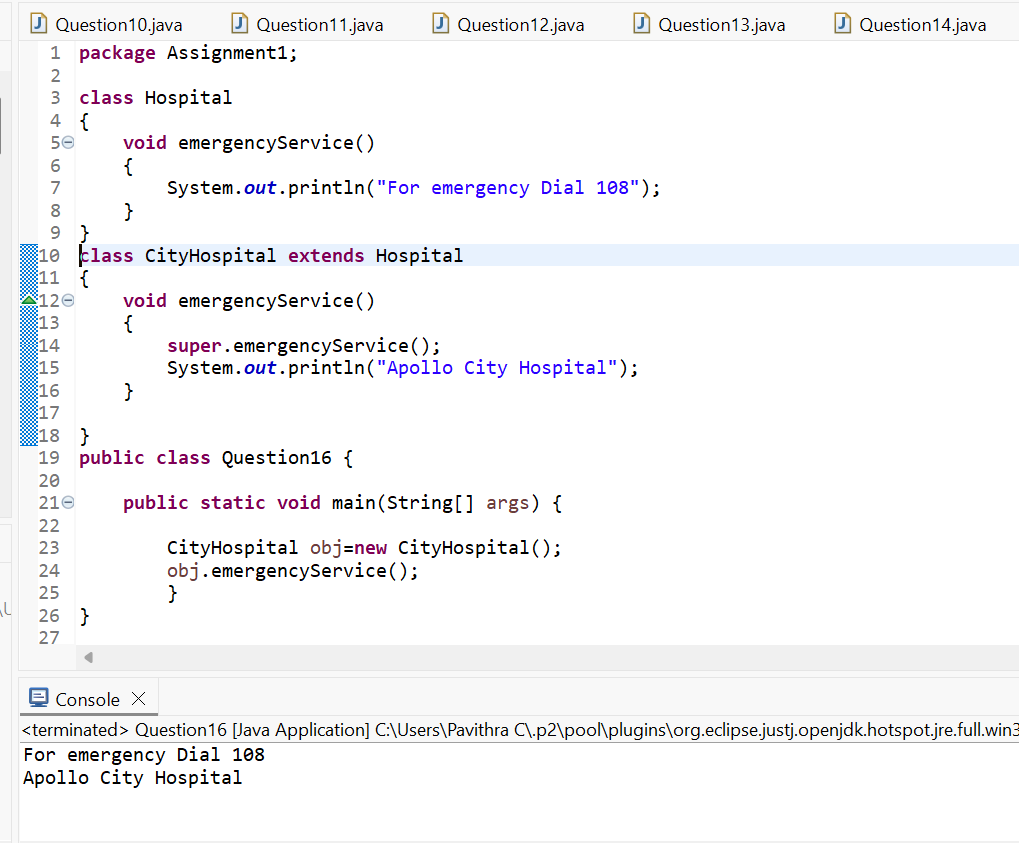 Question10.java Question11.java Question12.java Question13.java Question14.java
1 package Assignment1;
2
3 class Hospital
4 {
5 void emergencyService()
6 {
7 System.out.println("For emergency Dial 108");
8 }
9 }
10 class CityHospital extends Hospital
11 {
12 void emergencyService()
13 {
14 super.emergencyService();
15 System.out.println("Apollo City Hospital");
16 }
17
18 }
19 public class Question16 {
20
21 public static void main(String[] args) {
22
23 CityHospital obj=new CityHospital();
24 obj.emergencyService();
25 }
26 }
27
Console
<terminated> Question16 [Java Application] C:\Users\Pavithra C\.p2\pool\plugins\org.eclipse.justj.openjdk.hotspot.jre.full.win3
For emergency Dial 108
Apollo City Hospital